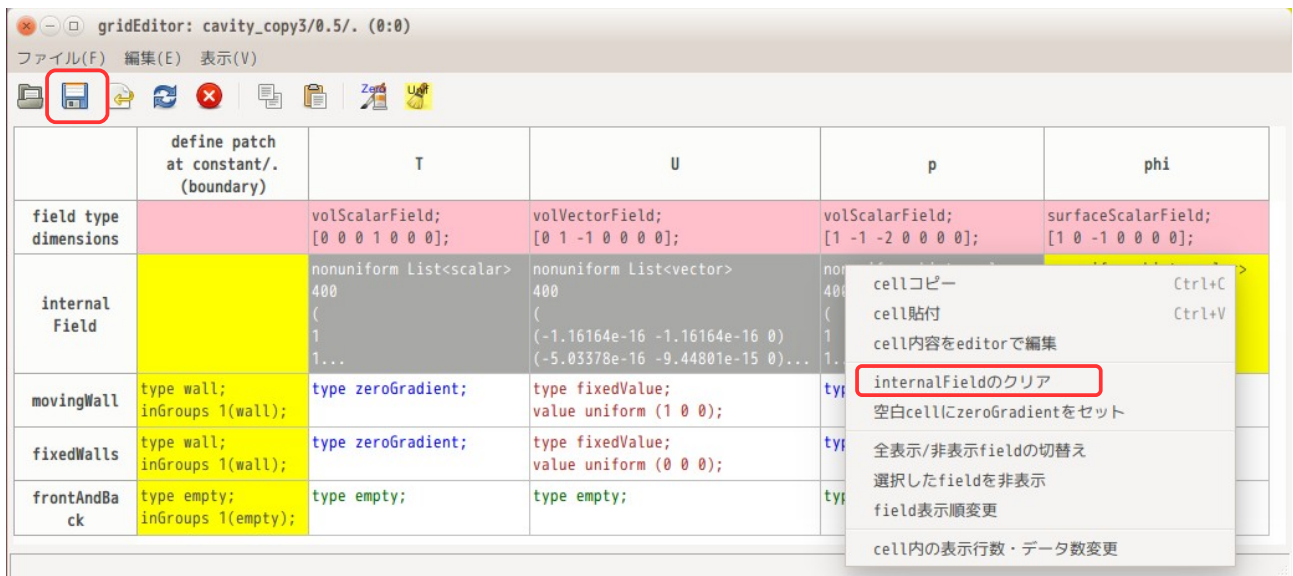 gridEditor: cavity_copy3/0.5/. (0:0)
ファイル(F) 編集(E) 表示(V)
Zero
Unif
define patch
at constant/.
(boundary)
T
U
p
phi
field type
dimensions
volScalarField;
[0 0 0 1 0 0 0];
volVectorField;
[0 1 -1 0 0 0 0];
volScalarField;
[1 -1 -2 0 0 0 0];
surfaceScalarField;
[1 0 -1 0 0 0 0];
internal
Field
nonuniform List<scalar>
400
(
1
1...
nonuniform List<vector>
400
(
(-1.16164e-16 -1.16164e-16 0)
(-5.03378e-16 -9.44801e-15 0)...
400
(
1
1..
movingWall
type wall;
inGroups 1(wall);
type zeroGradient;
type fixedValue;
value uniform (1 0 0);
fixedWalls
type wall;
inGroups 1(wall);
type zeroGradient;
type fixedValue;
value uniform (0 0 0);
frontAndBa
ck
type empty;
inGroups 1(empty);
type empty;
type empty;
cellコピー Ctrl+C
cell貼付 Ctrl+V
cell内容をeditorで編集
internalFieldのクリア
空白cellにzeroGradientをセット
全表示/非表示fieldの切替え
選択したfieldを非表示
field表示順変更
cell内の表示行数・データ数変更